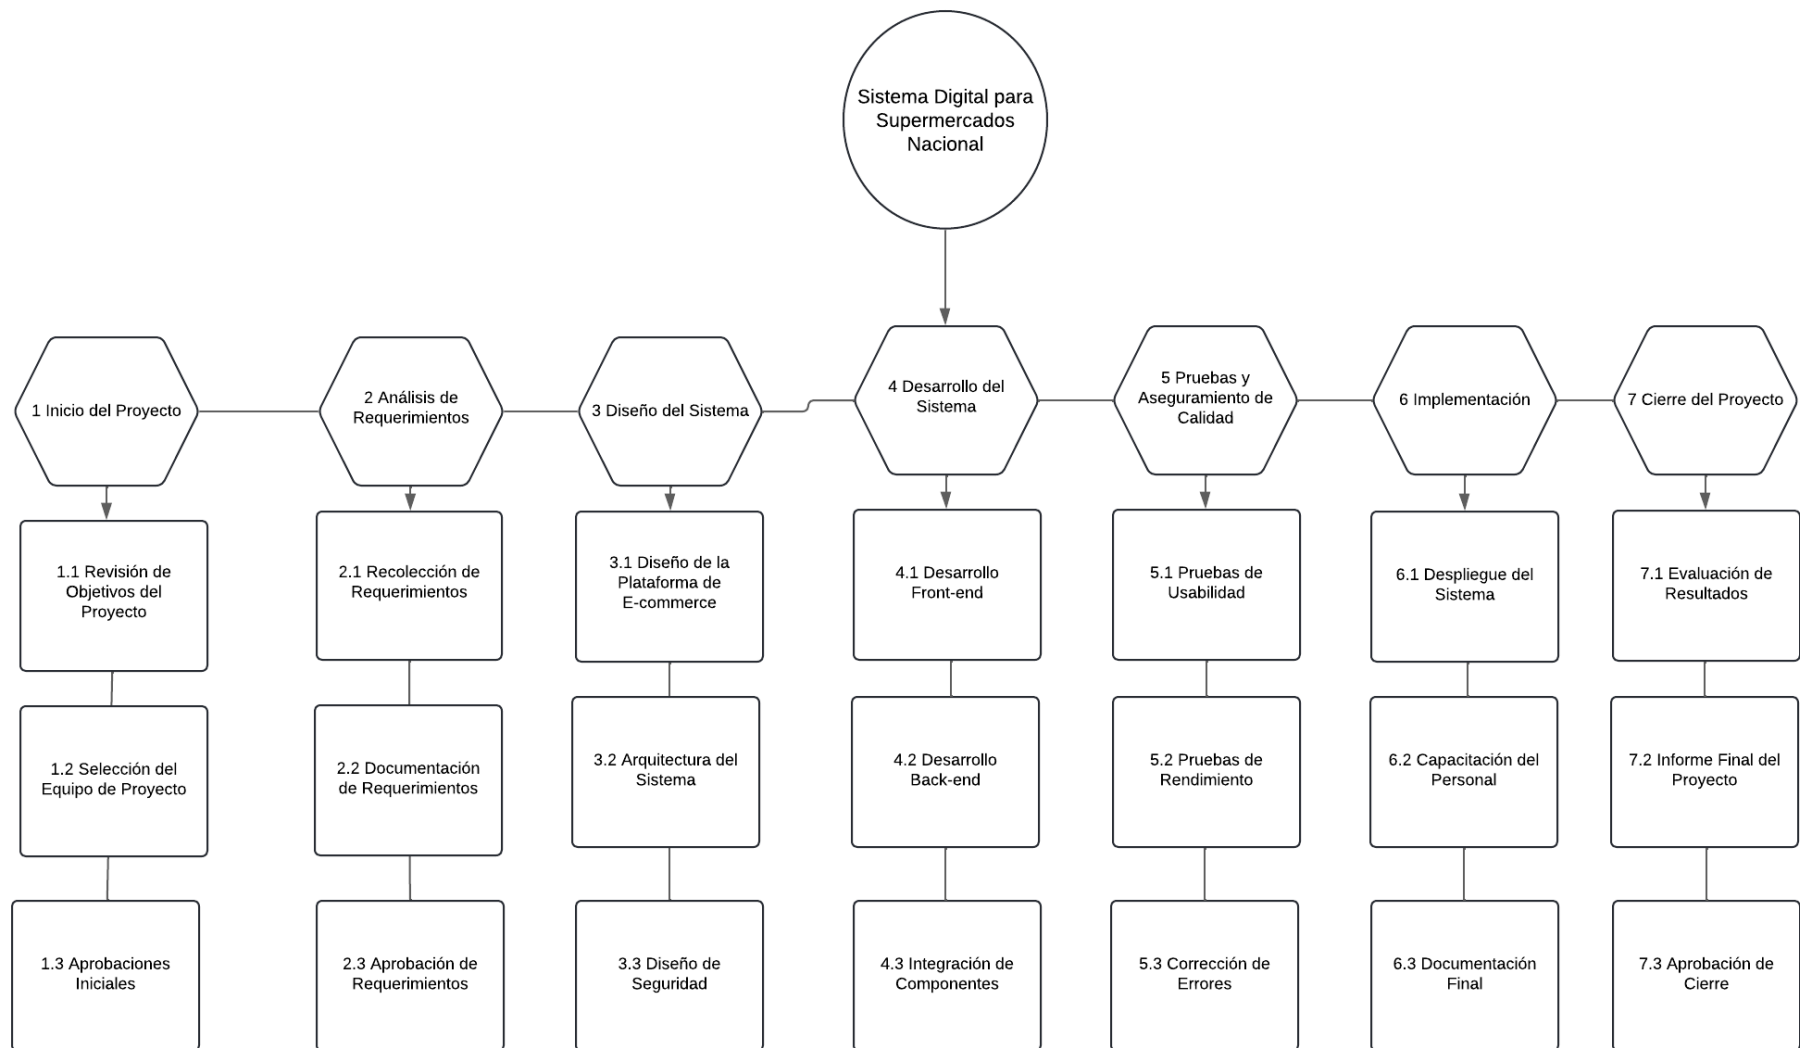 Sistema Digital para
Supermercados
Nacional
1 Inicio del Proyecto
2 Análisis de
Requerimientos
3 Diseño del Sistema
4 Desarrollo del
Sistema
5 Pruebas y
Aseguramiento de
Calidad
6 Implementación
7 Cierre del Proyecto
1.1 Revisión de
Objetivos del
Proyecto
2.1 Recolección de
Requerimientos
3.1 Diseño de la
Plataforma de
E-commerce
4.1 Desarrollo
Front-end
5.1 Pruebas de
Usabilidad
6.1 Despliegue del
Sistema
7.1 Evaluación de
Resultados
1.2 Selección del
Equipo de Proyecto
2.2 Documentación
de Requerimientos
3.2 Arquitectura del
Sistema
4.2 Desarrollo
Back-end
5.2 Pruebas de
Rendimiento
6.2 Capacitación del
Personal
7.2 Informe Final del
Proyecto
1.3 Aprobaciones
Iniciales
2.3 Aprobación de
Requerimientos
3.3 Diseño de
Seguridad
4.3 Integración de
Componentes
5.3 Corrección de
Errores
6.3 Documentación
Final
7.3 Aprobación de
Cierre